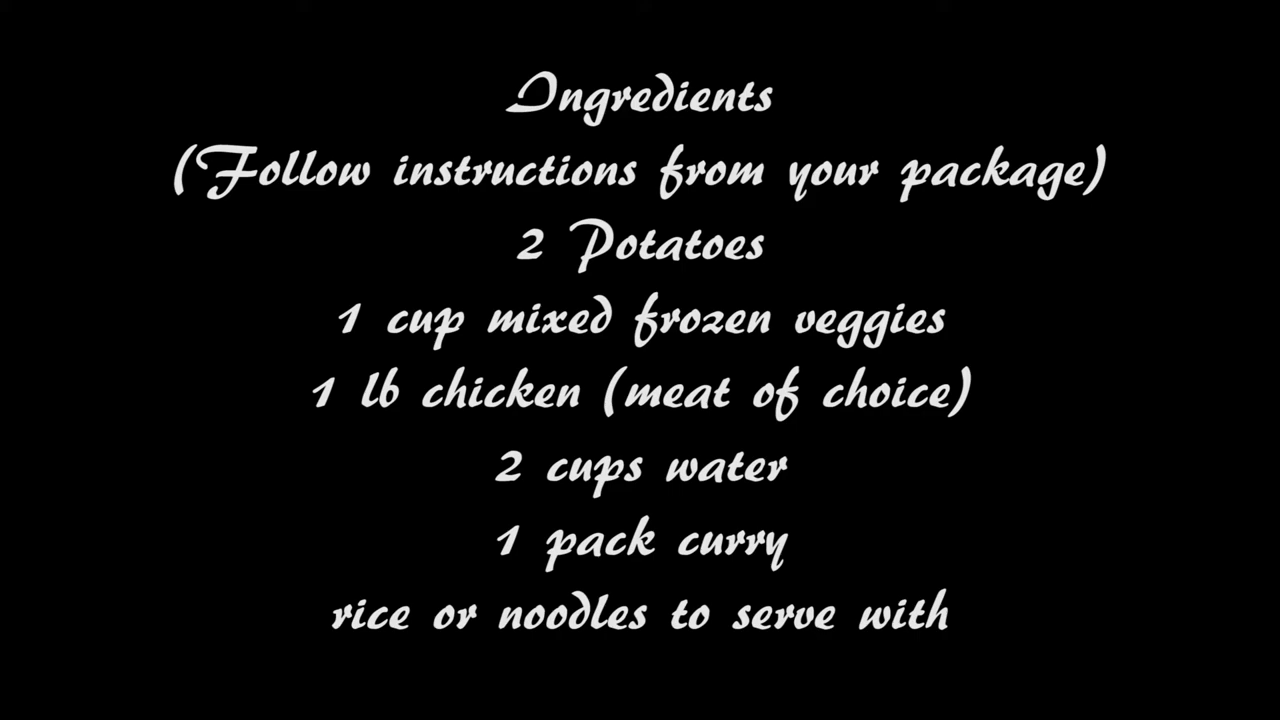 Ingredients
(Follow instructions from your package)
2 Potatoes
1 cup mixed frozen veggies
1 lb chicken (meat of choice)
2 cups water
1 pack curry
rice or noodles to serve with